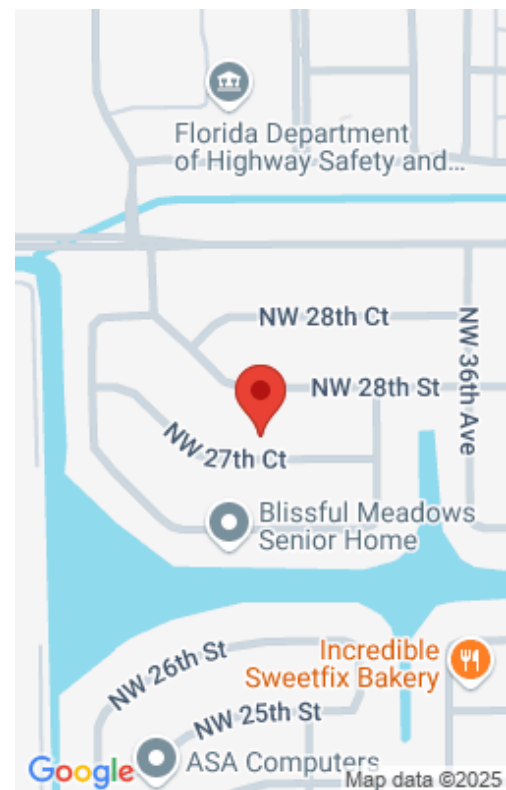 Florida Department
of Highway Safety and...
NW 28th Ct
NW 36th Ave
NW 28th St
NW 27th Ct
Blissful Meadows
Senior Home
NW 26th St
Incredible
Sweetfix Bakery
NW 25th St
ASA Computers
Google
Map data ©2025